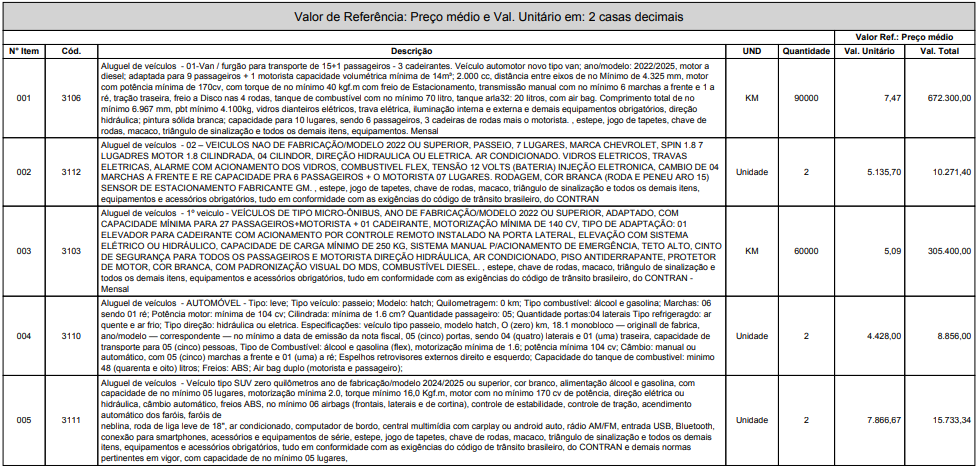 Valor de Referência: Preço médio e Val. Unitário em: 2 casas decimais
Valor Ref.: Preço médio
N° Item Cód. Descrição UND Quantidade Val. Unitário Val. Total
Aluguel de veículos - 01-Van / furgão para transporte de 15+1 passageiros - 3 cadeirantes. Veículo automotor novo tipo van; ano/modelo: 2022/2025, motor a
diesel; adaptada para 9 passageiros + 1 motorista capacidade volumétrica mínima de 14m³; 2.000 cc, distância entre eixos de no Mínimo de 4.325 mm, motor
com potência mínima de 170cv, com torque de no mínimo 40 kgf.m com freio de Estacionamento, transmissão manual com no mínimo 6 marchas a frente e 1 a
ré, tração traseira, freio a Disco nas 4 rodas, tanque de combustível com no mínimo 70 litro, tanque arla32: 20 litros, com air bag. Comprimento total de no
mínimo 6.967 mm, pbt mínimo 4.100kg, vidros dianteiros elétricos, trava elétrica, iluminação interna e externa e demais equipamentos obrigatórios, direção
hidráulica; pintura sólida branca; capacidade para 10 lugares, sendo 6 passageiros, 3 cadeiras de rodas mais o motorista. , estepe, jogo de tapetes, chave de
rodas, macaco, triângulo de sinalização e todos os demais itens, equipamentos. Mensal
001 3106 KM 90000 7,47 672.300,00
Aluguel de veículos - 02 – VEICULOS NAO DE FABRICAÇÃO/MODELO 2022 OU SUPERIOR, PASSEIO, 7 LUGARES, MARCA CHEVROLET, SPIN 1.8 7
LUGADRES MOTOR 1.8 CILINDRADA, 04 CILINDOR, DIREÇÃO HIDRAULICA OU ELETRICA. AR CONDICIONADO. VIDROS ELETRICOS, TRAVAS
ELETRICAS, ALARME COM ACIONAMENTO DOS VIDROS, COMBUSTIVEL FLEX, TENSÃO 12 VOLTS (BATERIA) INJEÇÃO ELETRONICA, CAMBIO DE 04
MARCHAS A FRENTE E RE CAPACIDADE PRA 6 PASSAGEIROS + O MOTORISTA 07 LUGARES. RODAGEM, COR BRANCA (RODA E PENEU ARO 15)
SENSOR DE ESTACIONAMENTO FABRICANTE GM. , estepe, jogo de tapetes, chave de rodas, macaco, triângulo de sinalização e todos os demais itens,
equipamentos e acessórios obrigatórios, tudo em conformidade com as exigências do código de trânsito brasileiro, do CONTRAN
002 3112 Unidade 2 5.135,70 10.271,40
Aluguel de veículos - 1º veiculo - VEÍCULOS DE TIPO MICRO-ÔNIBUS, ANO DE FABRICAÇÃO/MODELO 2022 OU SUPERIOR, ADAPTADO, COM
CAPACIDADE MÍNIMA PARA 27 PASSAGEIROS+MOTORISTA + 01 CADEIRANTE, MOTORIZAÇÃO MÍNIMA DE 140 CV, TIPO DE ADAPTAÇÃO: 01
ELEVADOR PARA CADEIRANTE COM ACIONAMENTO POR CONTROLE REMOTO INSTALADO NA PORTA LATERAL, ELEVAÇÃO COM SISTEMA
ELÉTRICO OU HIDRÁULICO, CAPACIDADE DE CARGA MÍNIMO DE 250 KG, SISTEMA MANUAL P/ACIONAMENTO DE EMERGÊNCIA, TETO ALTO, CINTO
DE SEGURANÇA PARA TODOS OS PASSAGEIROS E MOTORISTA DIREÇÃO HIDRÁULICA, AR CONDICIONADO, PISO ANTIDERRAPANTE, PROTETOR
DE MOTOR, COR BRANCA, COM PADRONIZAÇÃO VISUAL DO MDS, COMBUSTÍVEL DIESEL. , estepe, chave de rodas, macaco, triângulo de sinalização e
todos os demais itens, equipamentos e acessórios obrigatórios, tudo em conformidade com as exigências do código de trânsito brasileiro, do CONTRAN -
Mensal
003 3103 KM 60000 5,09 305.400,00
Aluguel de veículos - AUTOMÓVEL - Tipo: leve; Tipo veículo: passeio; Modelo: hatch; Quilometragem: 0 km; Tipo combustível: álcool e gasolina; Marchas: 06
sendo 01 ré; Potência motor: mínima de 104 cv; Cilindrada: mínima de 1.6 cm? Quantidade passageiro: 05; Quantidade portas:04 laterais Tipo refrigeragdo: ar
quente e ar frio; Tipo direção: hidráulica ou eletrica. Especificações: veículo tipo passeio, modelo hatch, O (zero) km, 18.1 monobloco — originall de fabrica,
ano/modelo — correspondente — no mínimo a data de emissão da nota fiscal, 05 (cinco) portas, sendo 04 (quatro) laterais e 01 (uma) traseira, capacidade de
transporte para 05 (cinco) pessoas, Tipo de Combustível: álcool e gasolina (flex), motorização mínima de 1.6; potência mínima 104 cv; Câmbio: manual ou
automático, com 05 (cinco) marchas a frente e 01 (uma) a ré; Espelhos retrovisores externos direito e esquerdo; Capacidade do tanque de combustivel: minimo
48 (quarenta e oito) litros; Freios: ABS; Air bag duplo (motorista e passageiro);
004 3110 Unidade 2 4.428,00 8.856,00
Aluguel de veículos - Veículo tipo SUV zero quilômetros ano de fabricação/modelo 2024/2025 ou superior, cor branco, alimentação álcool e gasolina, com
capacidade de no mínimo 05 lugares, motorização mínima 2.0, torque mínimo 16,0 Kgf.m, motor com no mínimo 170 cv de potência, direção elétrica ou
hidráulica, câmbio automático, freios ABS, no mínimo 06 airbags (frontais, laterais e de cortina), controle de estabilidade, controle de tração, acendimento
automático dos faróis, faróis de
neblina, roda de liga leve de 18", ar condicionado, computador de bordo, central multimídia com carplay ou android auto, rádio AM/FM, entrada USB, Bluetooth,
conexão para smartphones, acessórios e equipamentos de série, estepe, jogo de tapetes, chave de rodas, macaco, triângulo de sinalização e todos os demais
itens, equipamentos e acessórios obrigatórios, tudo em conformidade com as exigências do código de trânsito brasileiro, do CONTRAN e demais normas
pertinentes em vigor, com capacidade de no mínimo 05 lugares,
005 3111 Unidade 2 7.866,67 15.733,34